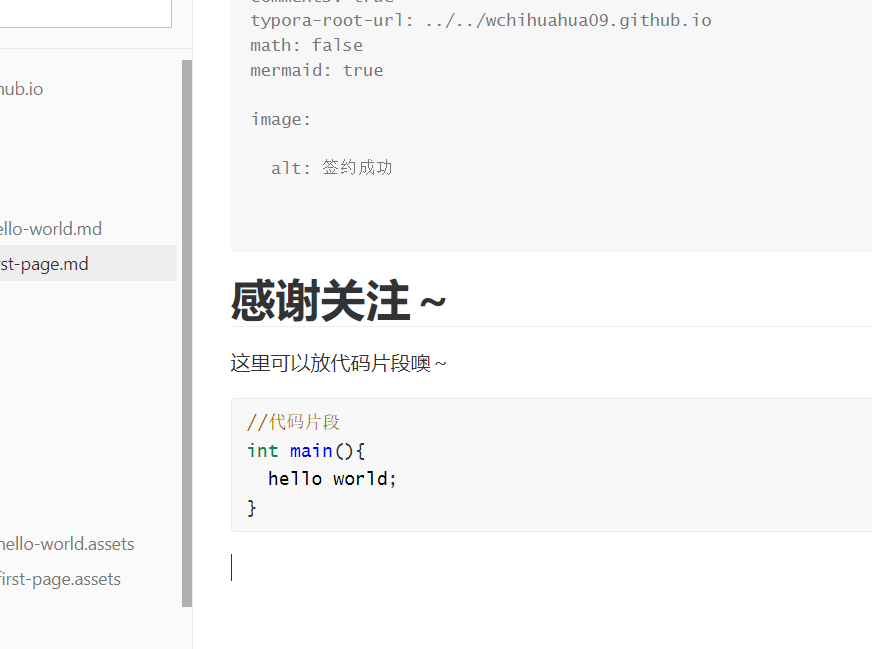 typora-root-url: ../../wchihuahua09.github.io
math: false
mermaid: true
image:
alt: 签约成功
hub.io
ello-world.md
rst-page.md
感谢关注～
这里可以放代码片段噢～
//代码片段
int main(){
hello world;
}
hello-world.assets
first-page.assets